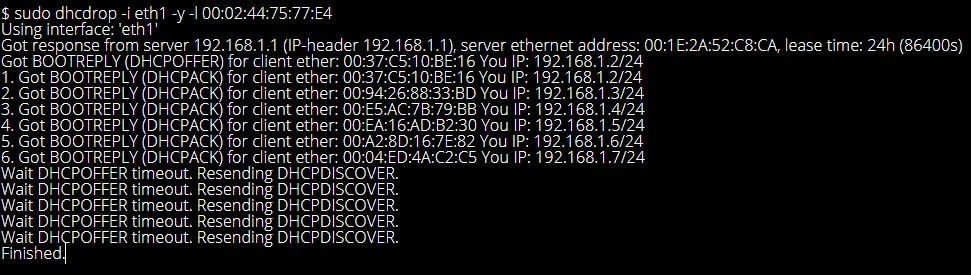 $ sudo dhcdrop -i eth1 -y -l 00:02:44:75:77:E4
Using interface: 'eth1'
Got response from server 192.168.1.1 (IP-header 192.168.1.1), server ethernet address: 00:1E:2A:52:C8:CA, lease time: 24h (86400s)
Got BOOTREPLY (DHCPOFFER) for client ether: 00:37:C5:10:BE:16 You IP: 192.168.1.2/24
1. Got BOOTREPLY (DHCPACK) for client ether: 00:37:C5:10:BE:16 You IP: 192.168.1.2/24
2. Got BOOTREPLY (DHCPACK) for client ether: 00:94:26:88:33:BD You IP: 192.168.1.3/24
3. Got BOOTREPLY (DHCPACK) for client ether: 00:E5:AC:7B:79:BB You IP: 192.168.1.4/24
4. Got BOOTREPLY (DHCPACK) for client ether: 00:EA:16:AD:B2:30 You IP: 192.168.1.5/24
5. Got BOOTREPLY (DHCPACK) for client ether: 00:A2:8D:16:7E:82 You IP: 192.168.1.6/24
6. Got BOOTREPLY (DHCPACK) for client ether: 00:04:ED:4A:C2:C5 You IP: 192.168.1.7/24
Wait DHCPOFFER timeout. Resending DHCPDISCOVER.
Wait DHCPOFFER timeout. Resending DHCPDISCOVER.
Wait DHCPOFFER timeout. Resending DHCPDISCOVER.
Wait DHCPOFFER timeout. Resending DHCPDISCOVER.
Wait DHCPOFFER timeout. Resending DHCPDISCOVER.
Finished.